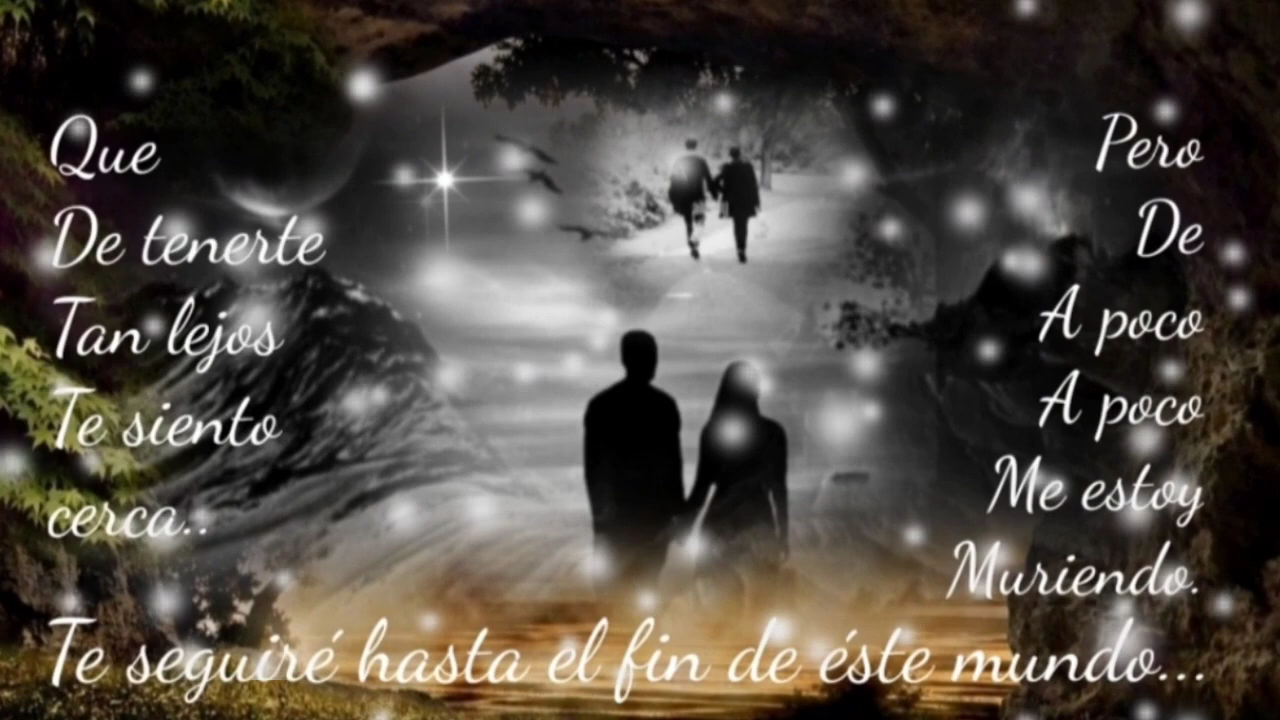 Que
De tenerte
Tan lejos
Te siento
cerca..
Pero
De
A poco
A poco
Me estoy
Muriendo.
Te seguiré hasta el fin de éste mundo...